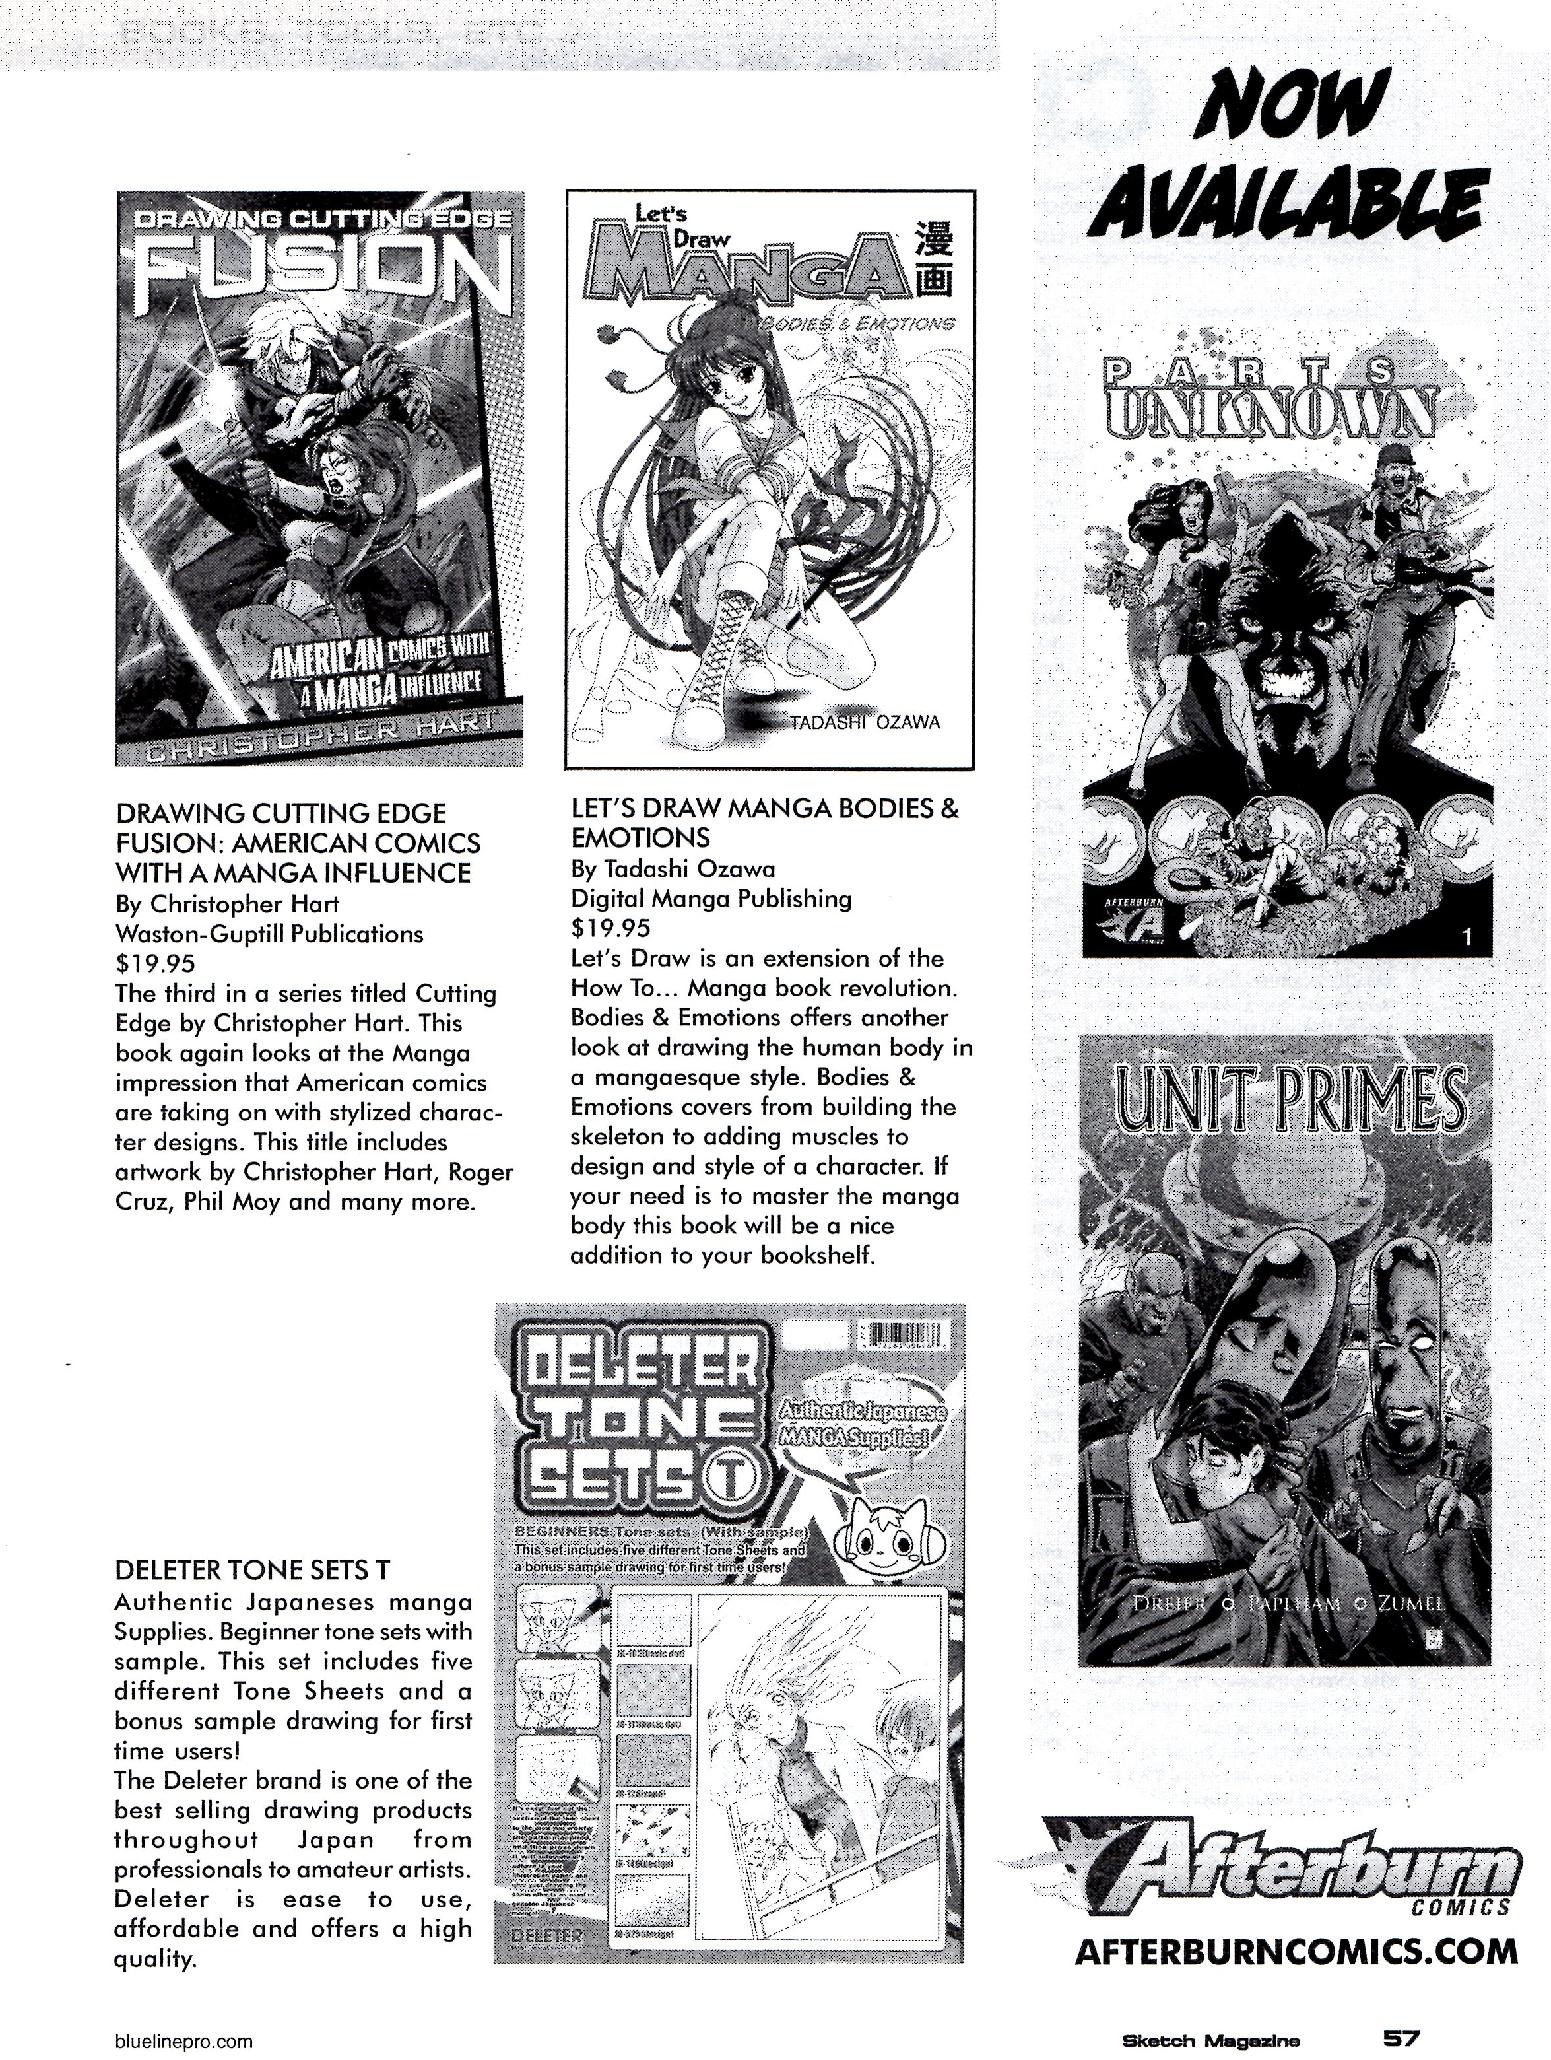 BOOKS, TOOLS, ETC.
DRAWING CUTTING EDGE
FUSION
AMERICAN COMICS WITH
A MANGA INFLUENCE
CHRISTOPHER HART
DRAWING CUTTING EDGE
FUSION: AMERICAN COMICS
WITH A MANGA INFLUENCE
By Christopher Hart
Waston-Guptill Publications
$19.95
The third in a series titled Cutting
Edge by Christopher Hart. This
book again looks at the Manga
impression that American comics
are taking on with stylized charac-
ter designs. This title includes
artwork by Christopher Hart, Roger
Cruz, Phil Moy and many more.
Let's
Draw
MANGA
漫画
BODIES & EMOTIONS
TADASHI OZAWA
LET'S DRAW MANGA BODIES &
EMOTIONS
By Tadashi Ozawa
Digital Manga Publishing
$19.95
Let's Draw is an extension of the
How To... Manga book revolution.
Bodies & Emotions offers another
look at drawing the human body in
a mangaesque style. Bodies &
Emotions covers from building the
skeleton to adding muscles to
design and style of a character. If
your need is to master the manga
body this book will be a nice
addition to your bookshelf.
DELETER TONE SETS T
Authentic Japaneses manga
Supplies. Beginner tone sets with
sample. This set includes five
different Tone Sheets and a
bonus sample drawing for first
time users!
The Deleter brand is one of the
best selling drawing products
throughout Japan from
professionals to amateur artists.
Deleter is ease to use,
affordable and offers a high
quality.
DELETER
TONE
SETS T
Authentic Japanese
MANGA Supplies!
BEGINNERS Tone sets (With sample)
This set includes five different Tone Sheets and
a bonus sample drawing for first time users!
DELETER
NOW
AVAILABLE
PARTS
UNKNOWN
AFTERBURN
COMICS
1
UNIT PRIMES
DREIER PAPLHAM ZUMEL
Afterburn
COMICS
AFTERBURNCOMICS.COM
bluelinepro.com
Sketch Magazine 57